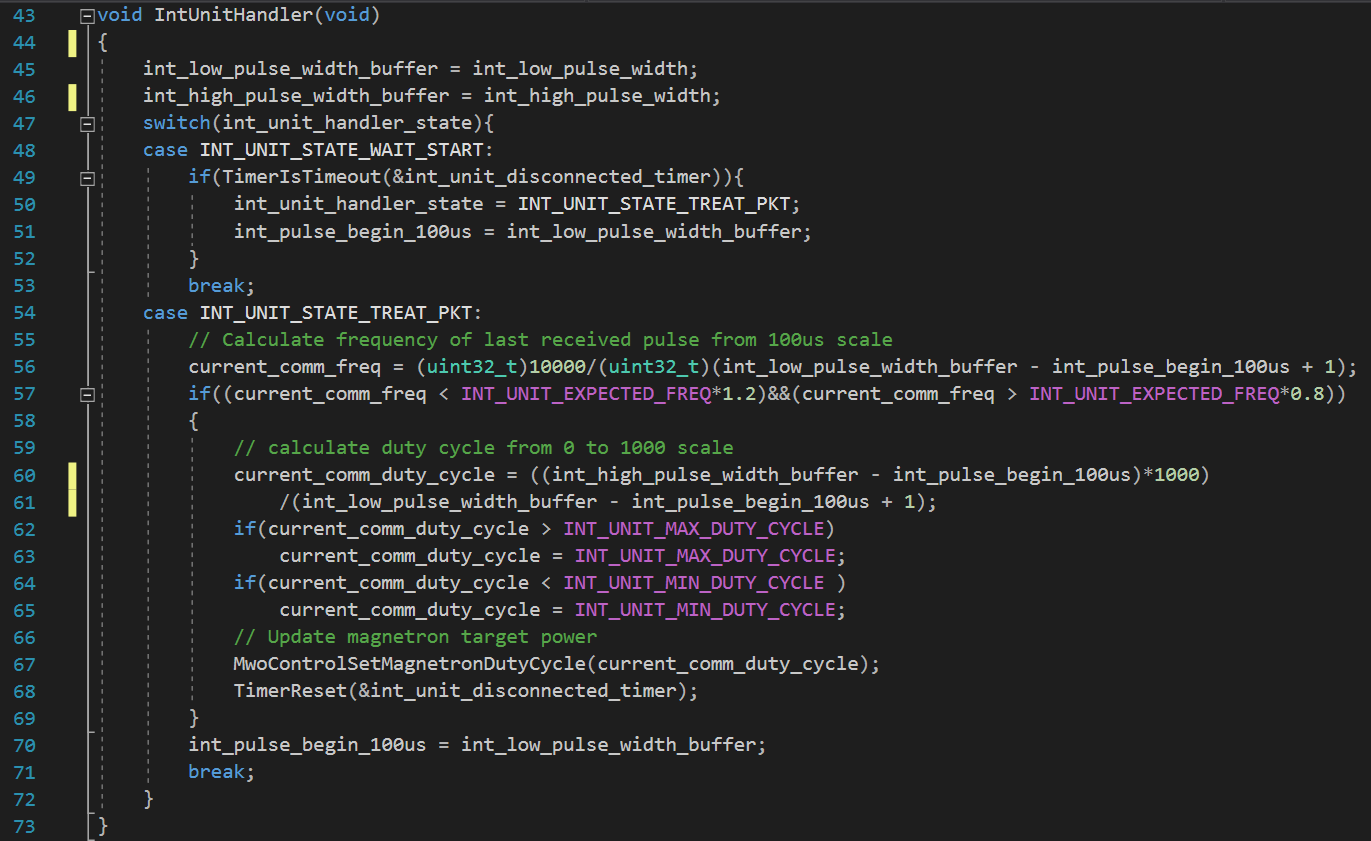 43 void IntUnitHandler(void)
44 {
45 int_low_pulse_width_buffer = int_low_pulse_width;
46 int_high_pulse_width_buffer = int_high_pulse_width;
47 switch(int_unit_handler_state){
48 case INT_UNIT_STATE_WAIT_START:
49 if(TimerIsTimeout(&int_unit_disconnected_timer)){
50 int_unit_handler_state = INT_UNIT_STATE_TREAT_PKT;
51 int_pulse_begin_100us = int_low_pulse_width_buffer;
52 }
53 break;
54 case INT_UNIT_STATE_TREAT_PKT:
55 // Calculate frequency of last received pulse from 100us scale
56 current_comm_freq = (uint32_t)10000/(uint32_t)(int_low_pulse_width_buffer - int_pulse_begin_100us + 1);
57 if((current_comm_freq < INT_UNIT_EXPECTED_FREQ*1.2)&&(current_comm_freq > INT_UNIT_EXPECTED_FREQ*0.8))
58 {
59 // calculate duty cycle from 0 to 1000 scale
60 current_comm_duty_cycle = ((int_high_pulse_width_buffer - int_pulse_begin_100us)*1000)
61 /(int_low_pulse_width_buffer - int_pulse_begin_100us + 1);
62 if(current_comm_duty_cycle > INT_UNIT_MAX_DUTY_CYCLE)
63 current_comm_duty_cycle = INT_UNIT_MAX_DUTY_CYCLE;
64 if(current_comm_duty_cycle < INT_UNIT_MIN_DUTY_CYCLE )
65 current_comm_duty_cycle = INT_UNIT_MIN_DUTY_CYCLE;
66 // Update magnetron target power
67 MwoControlSetMagnetronDutyCycle(current_comm_duty_cycle);
68 TimerReset(&int_unit_disconnected_timer);
69 }
70 int_pulse_begin_100us = int_low_pulse_width_buffer;
71 break;
72 }
73 }